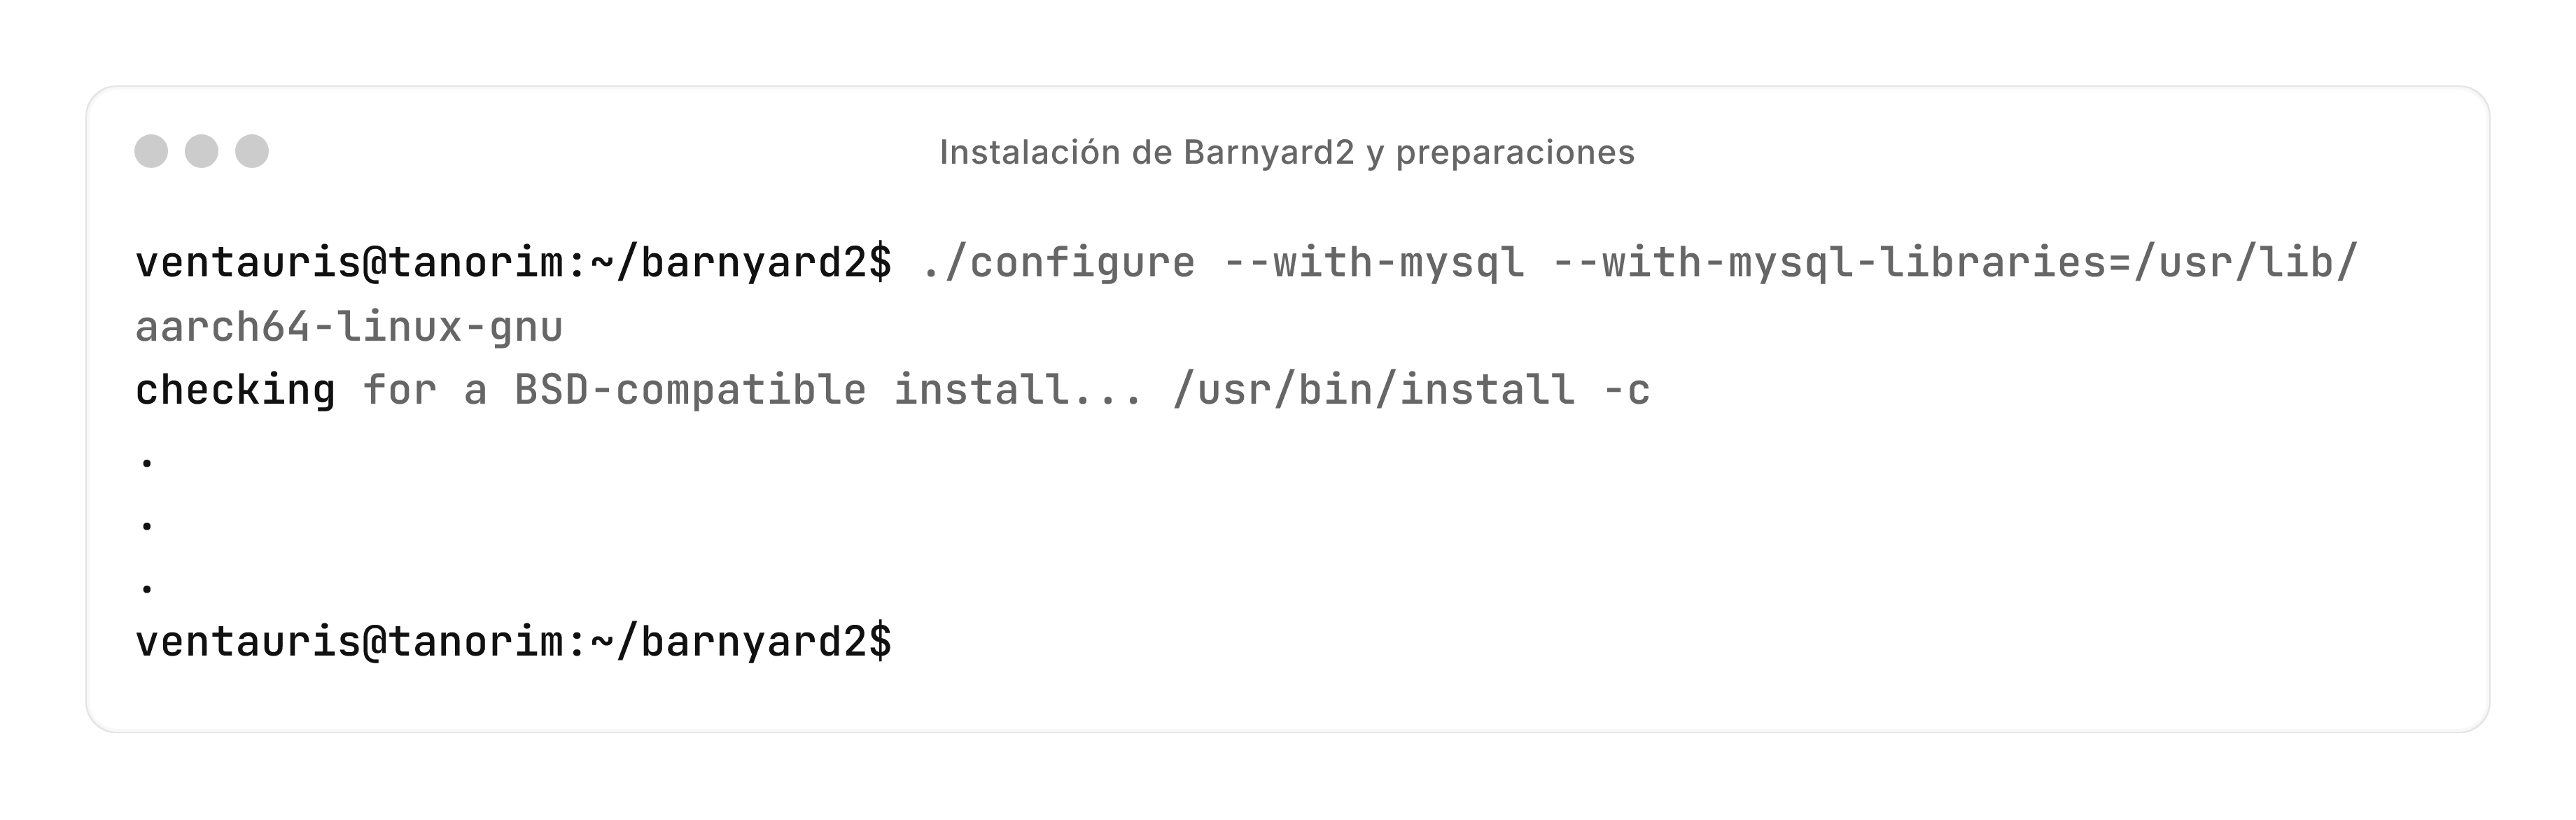 Instalación de Barnyard2 y preparaciones
ventauris@tanorim:~/barnyard2$ ./configure --with-mysql --with-mysql-libraries=/usr/lib/
aarch64-linux-gnu
checking for a BSD-compatible install... /usr/bin/install -c
.
.
.
ventauris@tanorim:~/barnyard2$